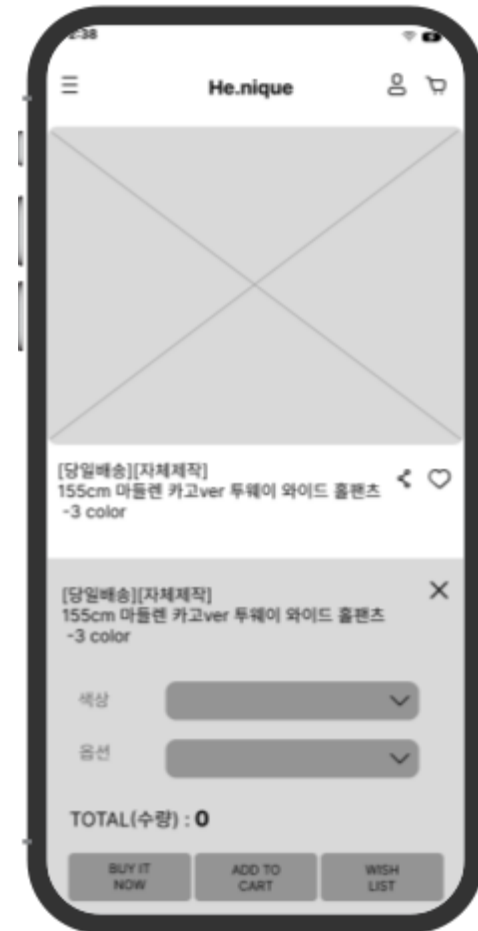 2:38
He.nique
[당일배송][자체제작]
155cm 마들렌 카고ver 투웨이 와이드 홀팬츠
-3 color
[당일배송][자체제작]
155cm 마들렌 카고ver 투웨이 와이드 홀팬츠
-3 color
색상
옵션
TOTAL(수량) : 0
BUY IT
NOW
ADD TO
CART
WISH
LIST